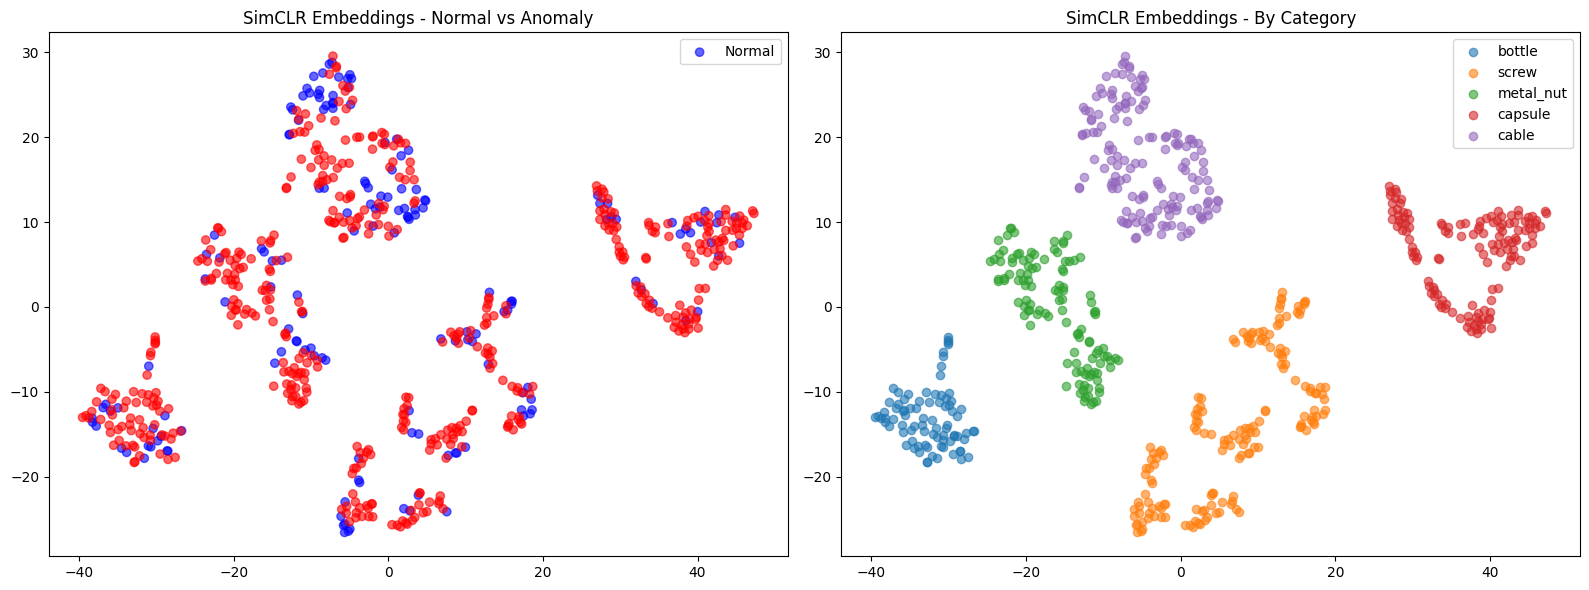 SimCLR Embeddings - Normal vs Anomaly
Normal
30
20
10
0
−10
−20
−40
−20
0
20
40
SimCLR Embeddings - By Category
bottle
screw
metal_nut
capsule
cable
30
20
10
0
−10
−20
−40
−20
0
20
40